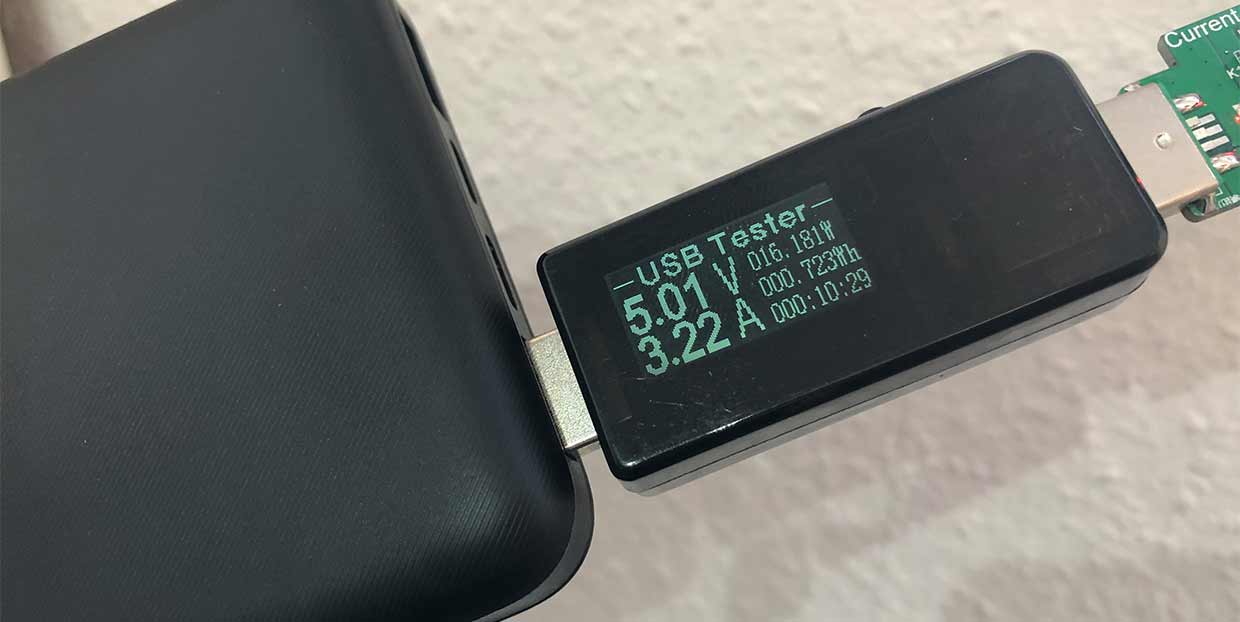 –USB Tester–
5.01 V
3.22 A
016.181W
000.723Wh
000:10:29
Current